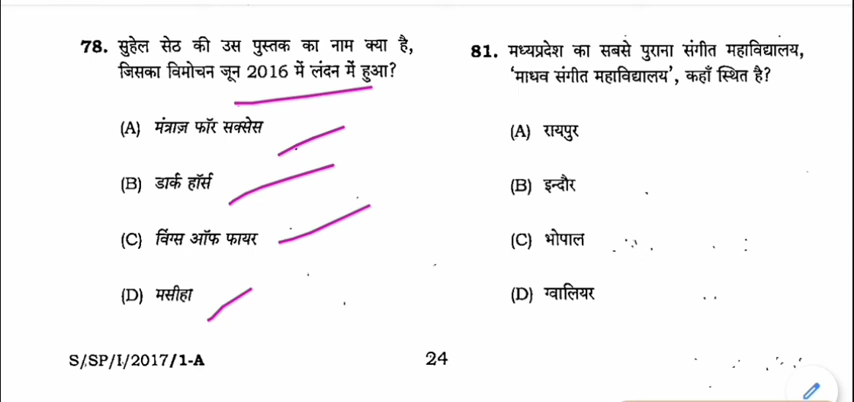 78. सुहेल सेठ की उस पुस्तक का नाम क्या है,
जिसका विमोचन जून 2016 में लंदन में हुआ?
(A) मंत्राज़ फॉर सक्सेस
(B) डार्क हॉर्स
(C) विंग्स ऑफ फायर
(D) मसीहा
S/SP/I/2017/1-A
24
81. मध्यप्रदेश का सबसे पुराना संगीत महाविद्यालय,
‘माधव संगीत महाविद्यालय’, कहाँ स्थित है?
(A) रायपुर
(B) इन्दौर
(C) भोपाल
(D) ग्वालियर